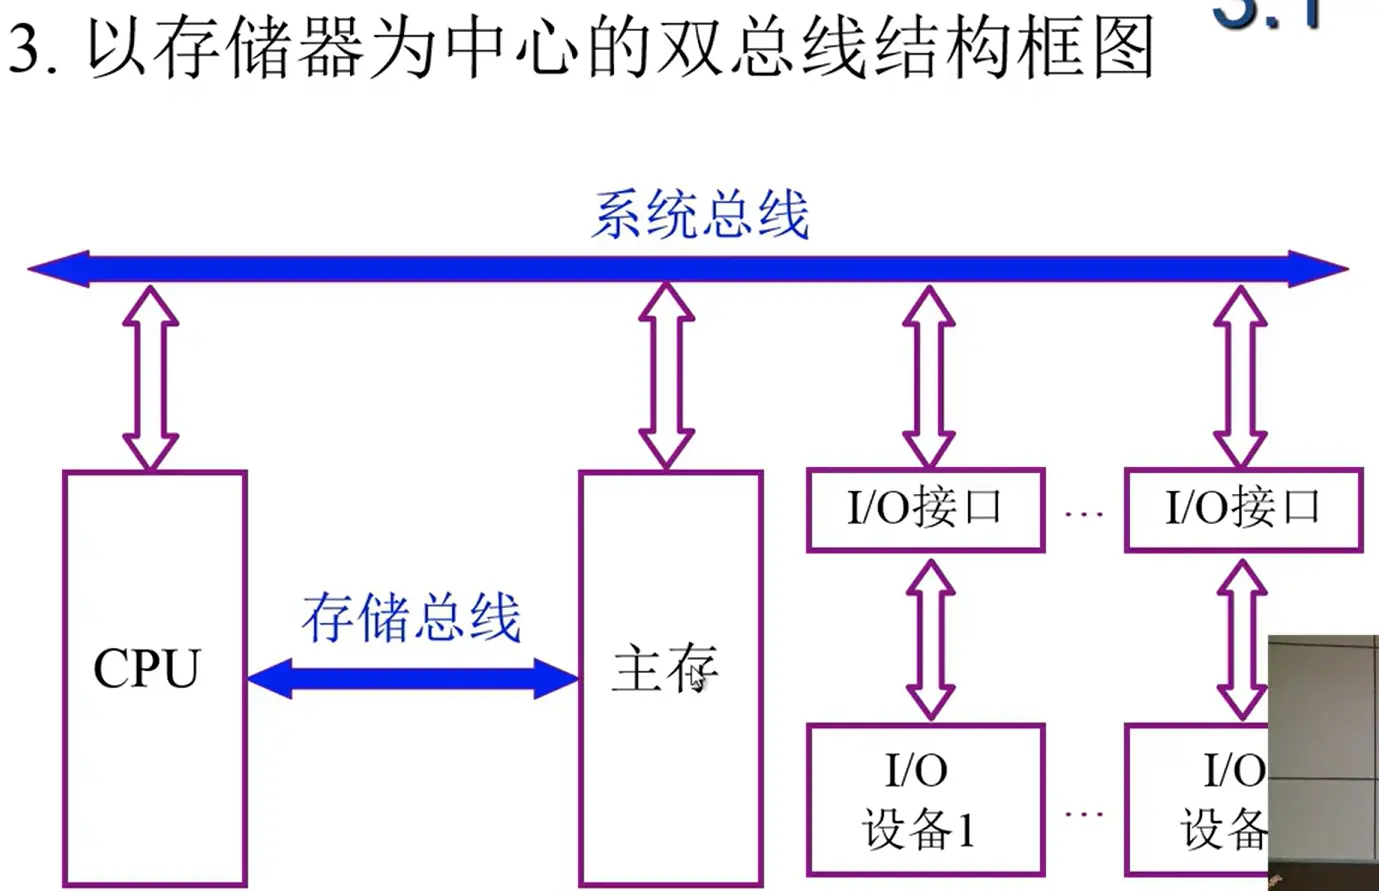 3.1
3. 以存储器为中心的双总线结构框图
系统总线
I/O接口
...
I/O接口
存储总线
CPU
主存
I/O
设备1
...
I/O
设备